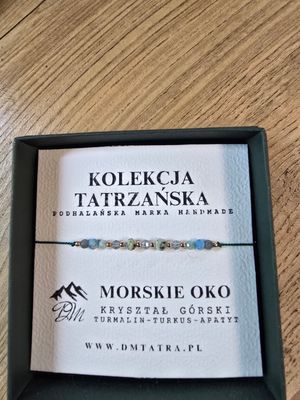 KOLEKCJA
TATRZAŃSKA
PODHALAŃSKA MARKA HANDMADE
MORSKIE OKO
KRYSZTAŁ GÓRSKI
TURMALIN-TURKUS-APATYT
DM
WWW.DMTATRA.PL